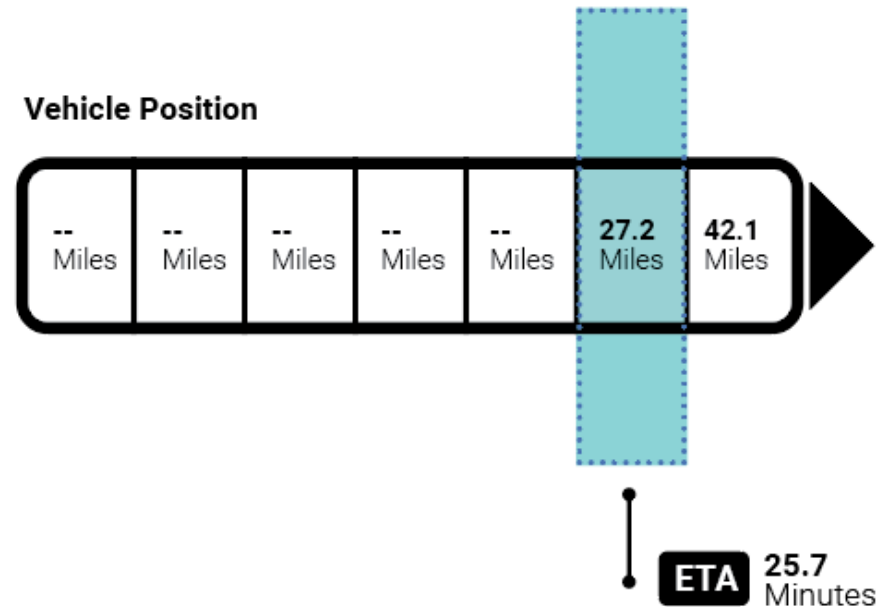 Vehicle Position
-- -- -- -- -- 27.2 42.1
Miles Miles Miles Miles Miles Miles Miles
ETA 25.7
Minutes